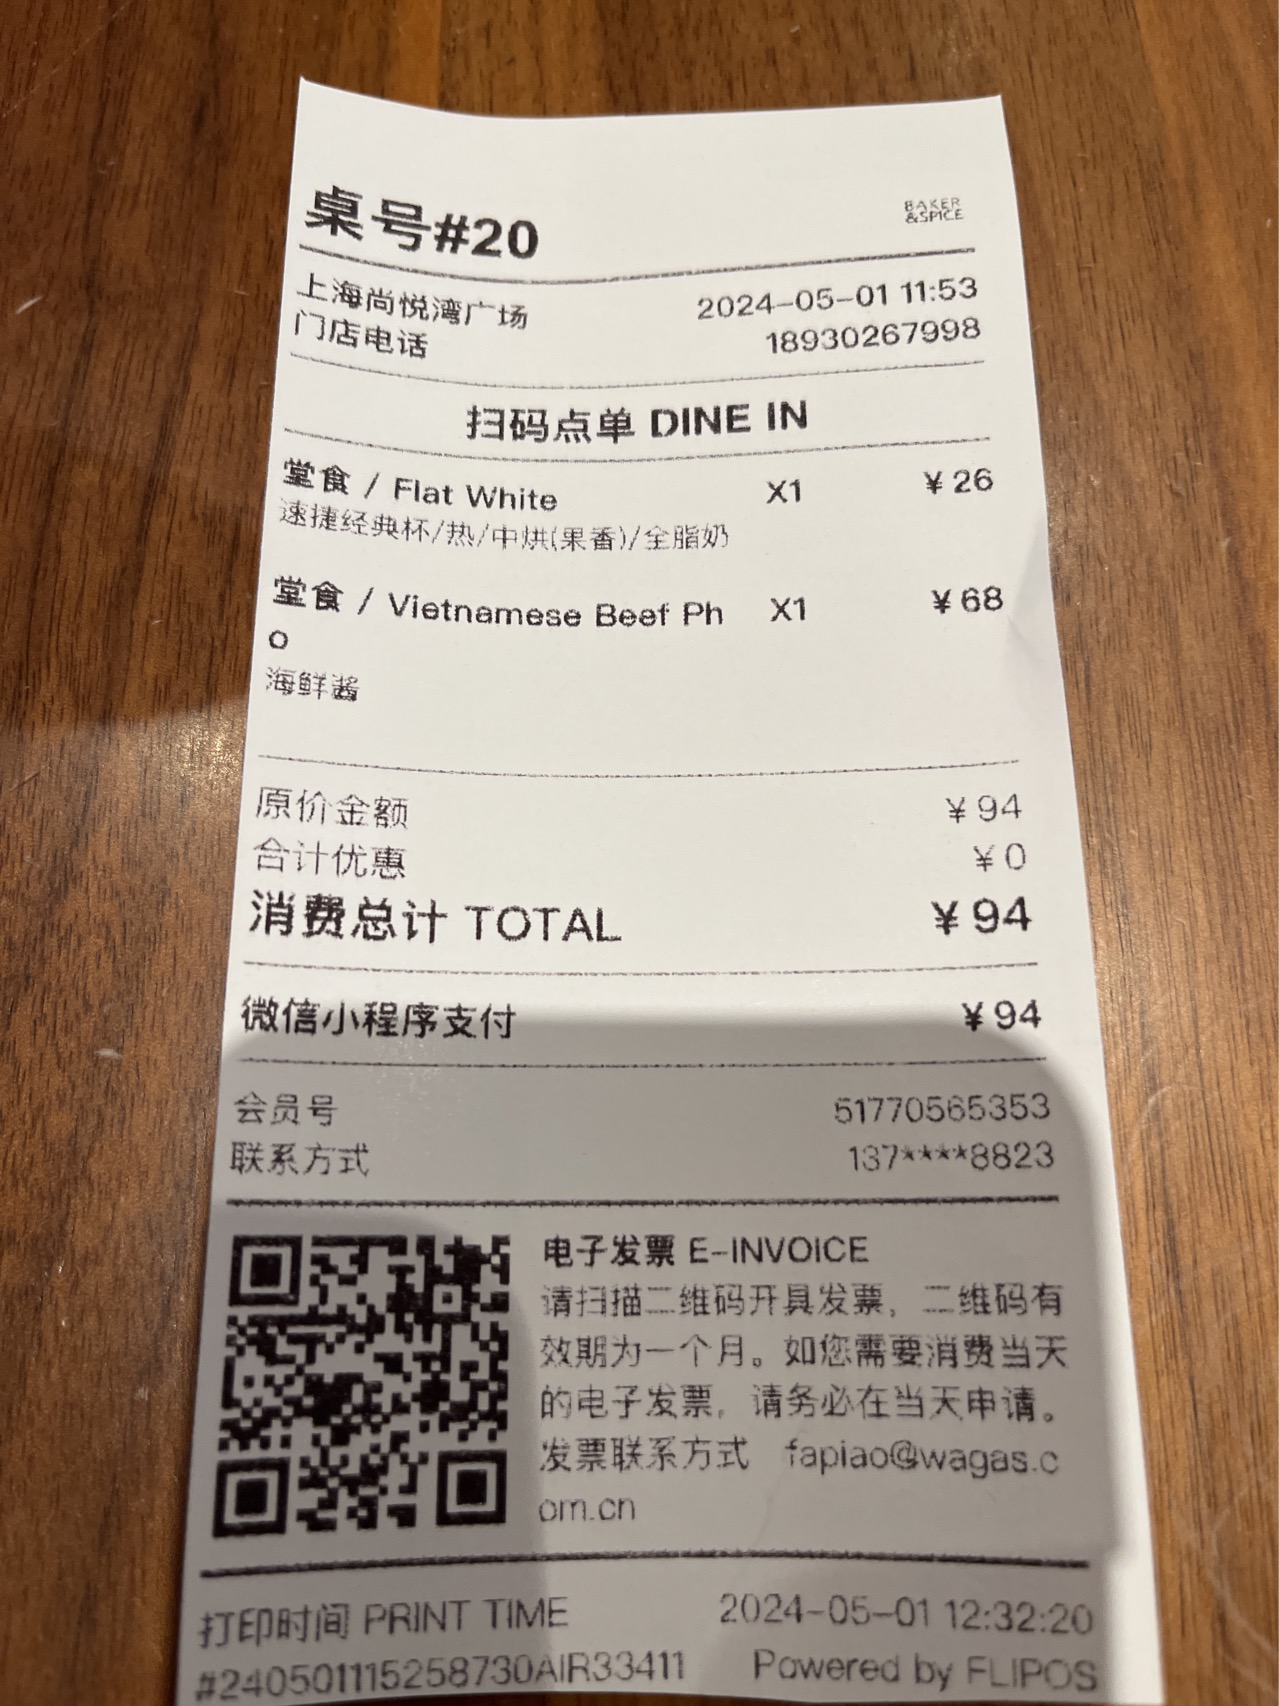 桌号#20
BAKER
&SPICE
上海尚悦湾广场 2024-05-01 11:53
门店电话 18930267998
扫码点单 DINE IN
堂食 / Flat White X1 ¥26
速捷经典杯/热/中烘(果香)/全脂奶
堂食 / Vietnamese Beef Ph X1 ¥68
o
海鲜酱
原价金额 ¥94
合计优惠 ¥0
消费总计 TOTAL ¥94
微信小程序支付 ¥94
会员号 51770565353
联系方式 137****8823
电子发票 E-INVOICE
请扫描二维码开具发票，二维码有
效期为一个月。如您需要消费当天
的电子发票，请务必在当天申请。
发票联系方式 fapiao@wagas.c
om.cn
打印时间 PRINT TIME 2024-05-01 12:32:20
#240501115258730AIR33411 Powered by FLIPOS